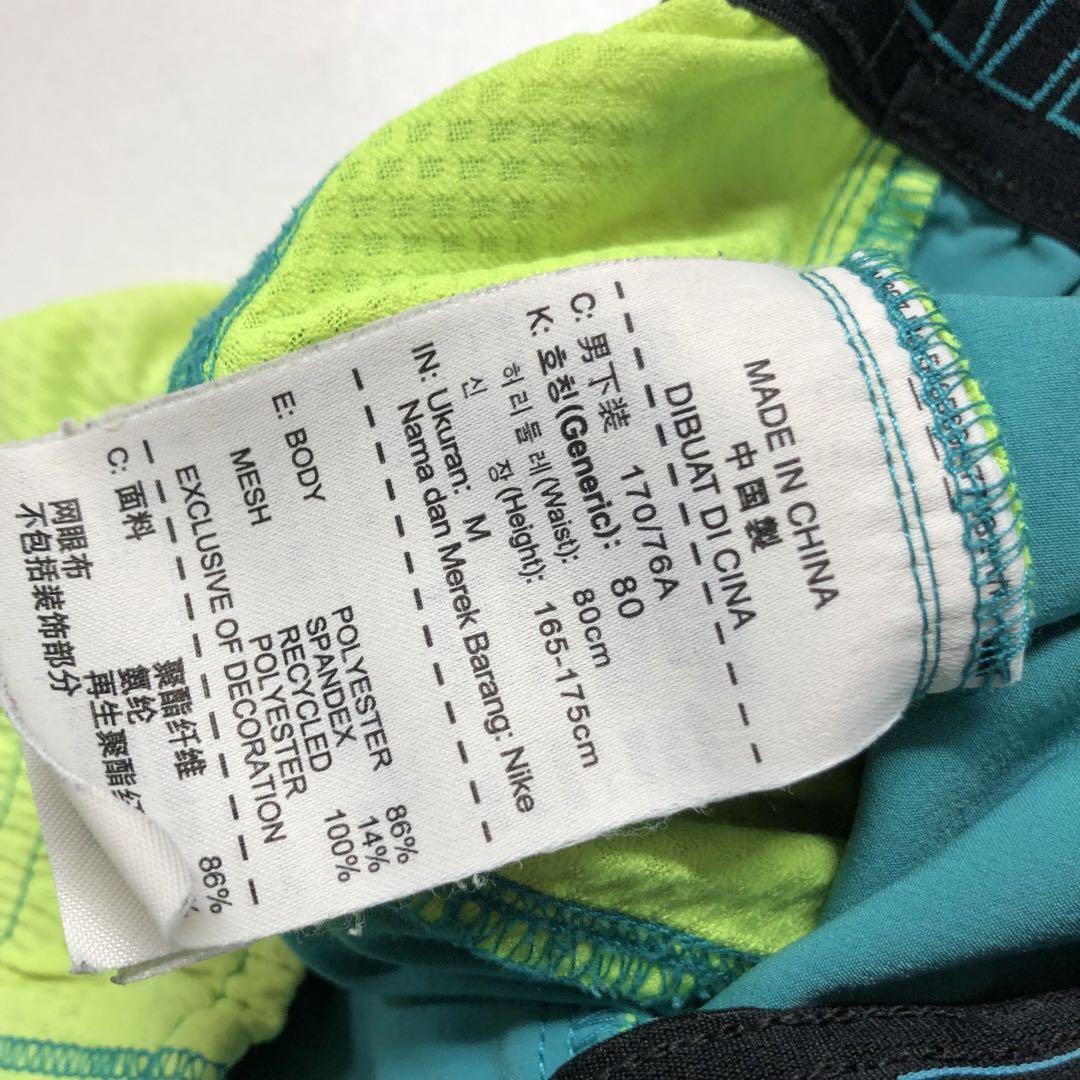 MADE IN CHINA
中国製
DIBUAT DI CINA
C: 男下装 170/76A
K: 호칭(Generic): 80
허리둘레(Waist): 80cm
신 장(Height): 165-175cm
IN: Ukuran: M
Nama dan Merek Barang: Nike
E: BODY POLYESTER 86%
SPANDEX 14%
MESH RECYCLED 100%
POLYESTER
EXCLUSIVE OF DECORATION
C: 面料 聚酯纤维 86%
氨纶
网眼布 再生聚酯纤
不包括装饰部分